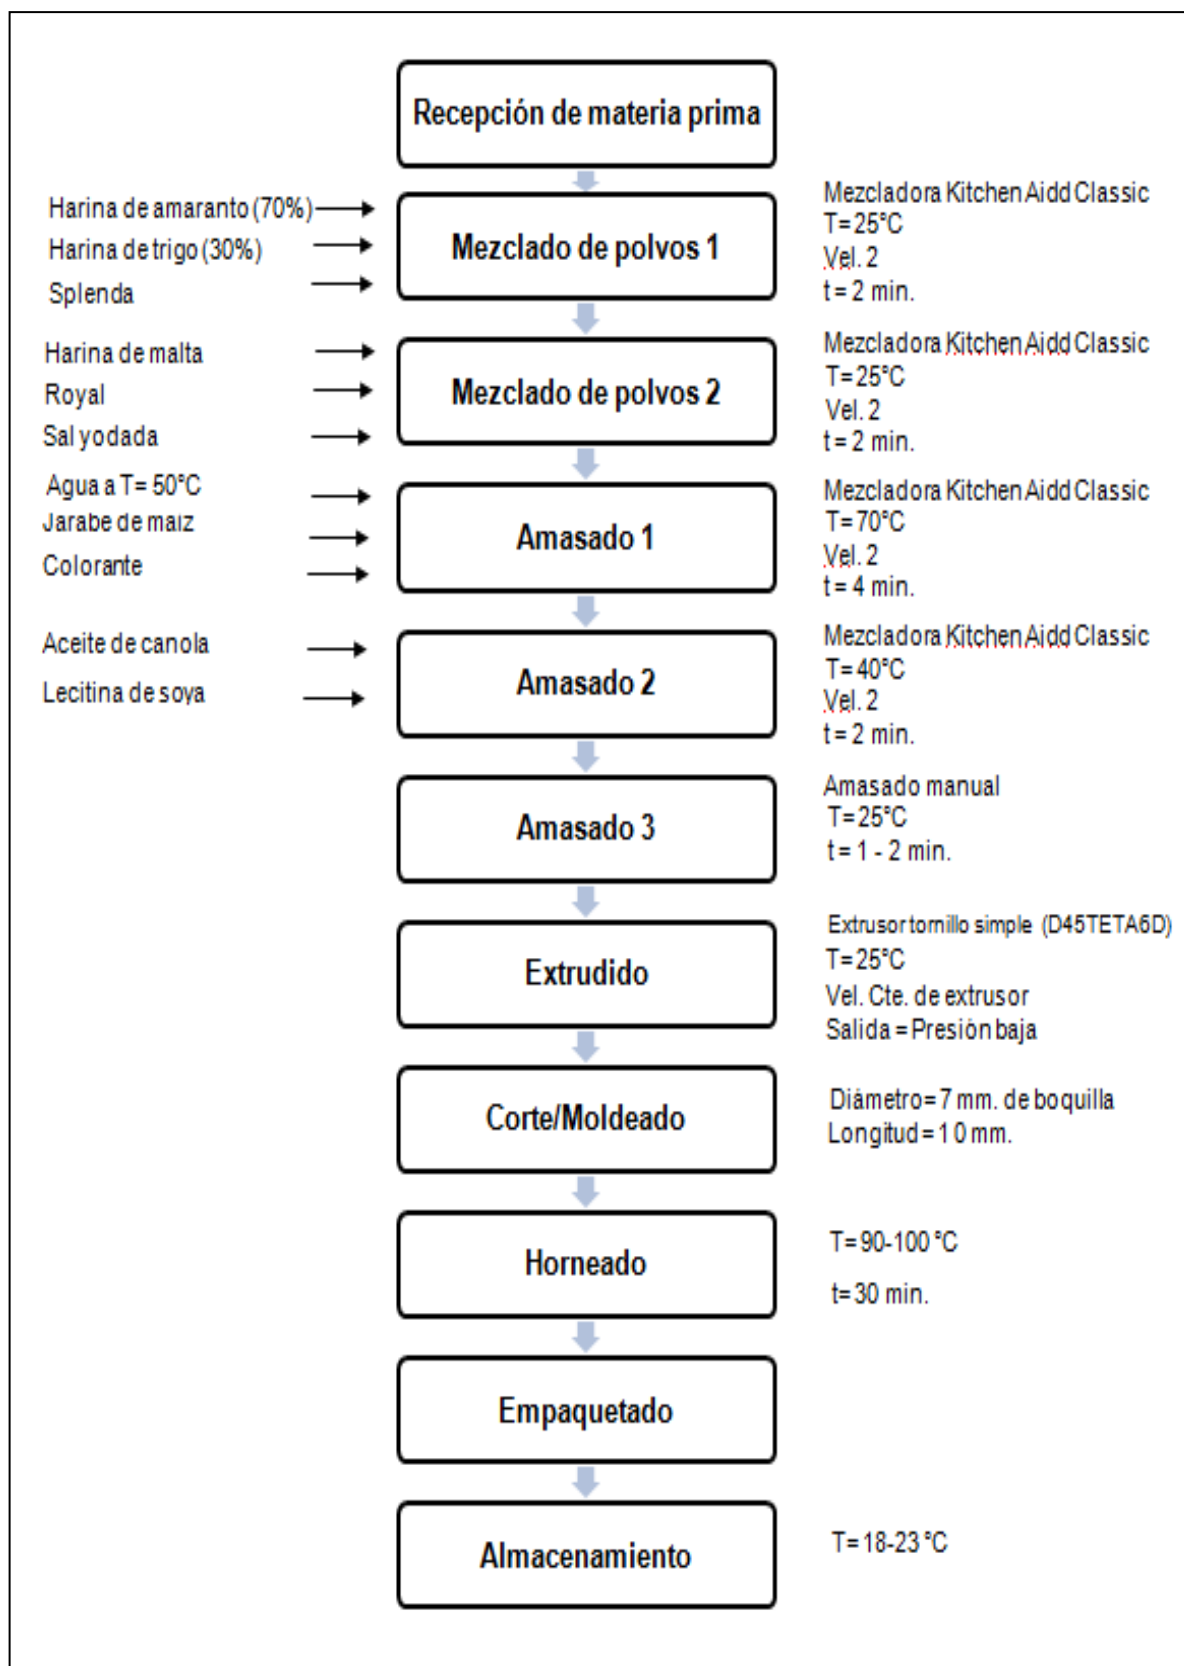 Recepción de materia prima
Harina de amaranto (70%)
Harina de trigo (30%)
Splenda
Mezclado de polvos 1
Mezcladora Kitchen Aidd Classic
T= 25°C
Vel. 2
t = 2 min.
Harina de malta
Royal
Sal yodada
Mezclado de polvos 2
Mezcladora Kitchen Aidd Classic
T= 25°C
Vel. 2
t = 2 min.
Agua a T= 50°C
Jarabe de maíz
Colorante
Amasado 1
Mezcladora Kitchen Aidd Classic
T= 70°C
Vel. 2
t = 4 min.
Aceite de canola
Lecitina de soya
Amasado 2
Mezcladora Kitchen Aidd Classic
T= 40°C
Vel. 2
t = 2 min.
Amasado 3
Amasado manual
T= 25°C
t = 1 - 2 min.
Extrudido
Extrusor tornillo simple (D45TETA6D)
T= 25°C
Vel. Cte. de extrusor
Salida = Presión baja
Corte/Moldeado
Diámetro= 7 mm. de boquilla
Longitud = 10 mm.
Horneado
T= 90-100 °C
t= 30 min.
Empaquetado
Almacenamiento
T= 18-23 °C